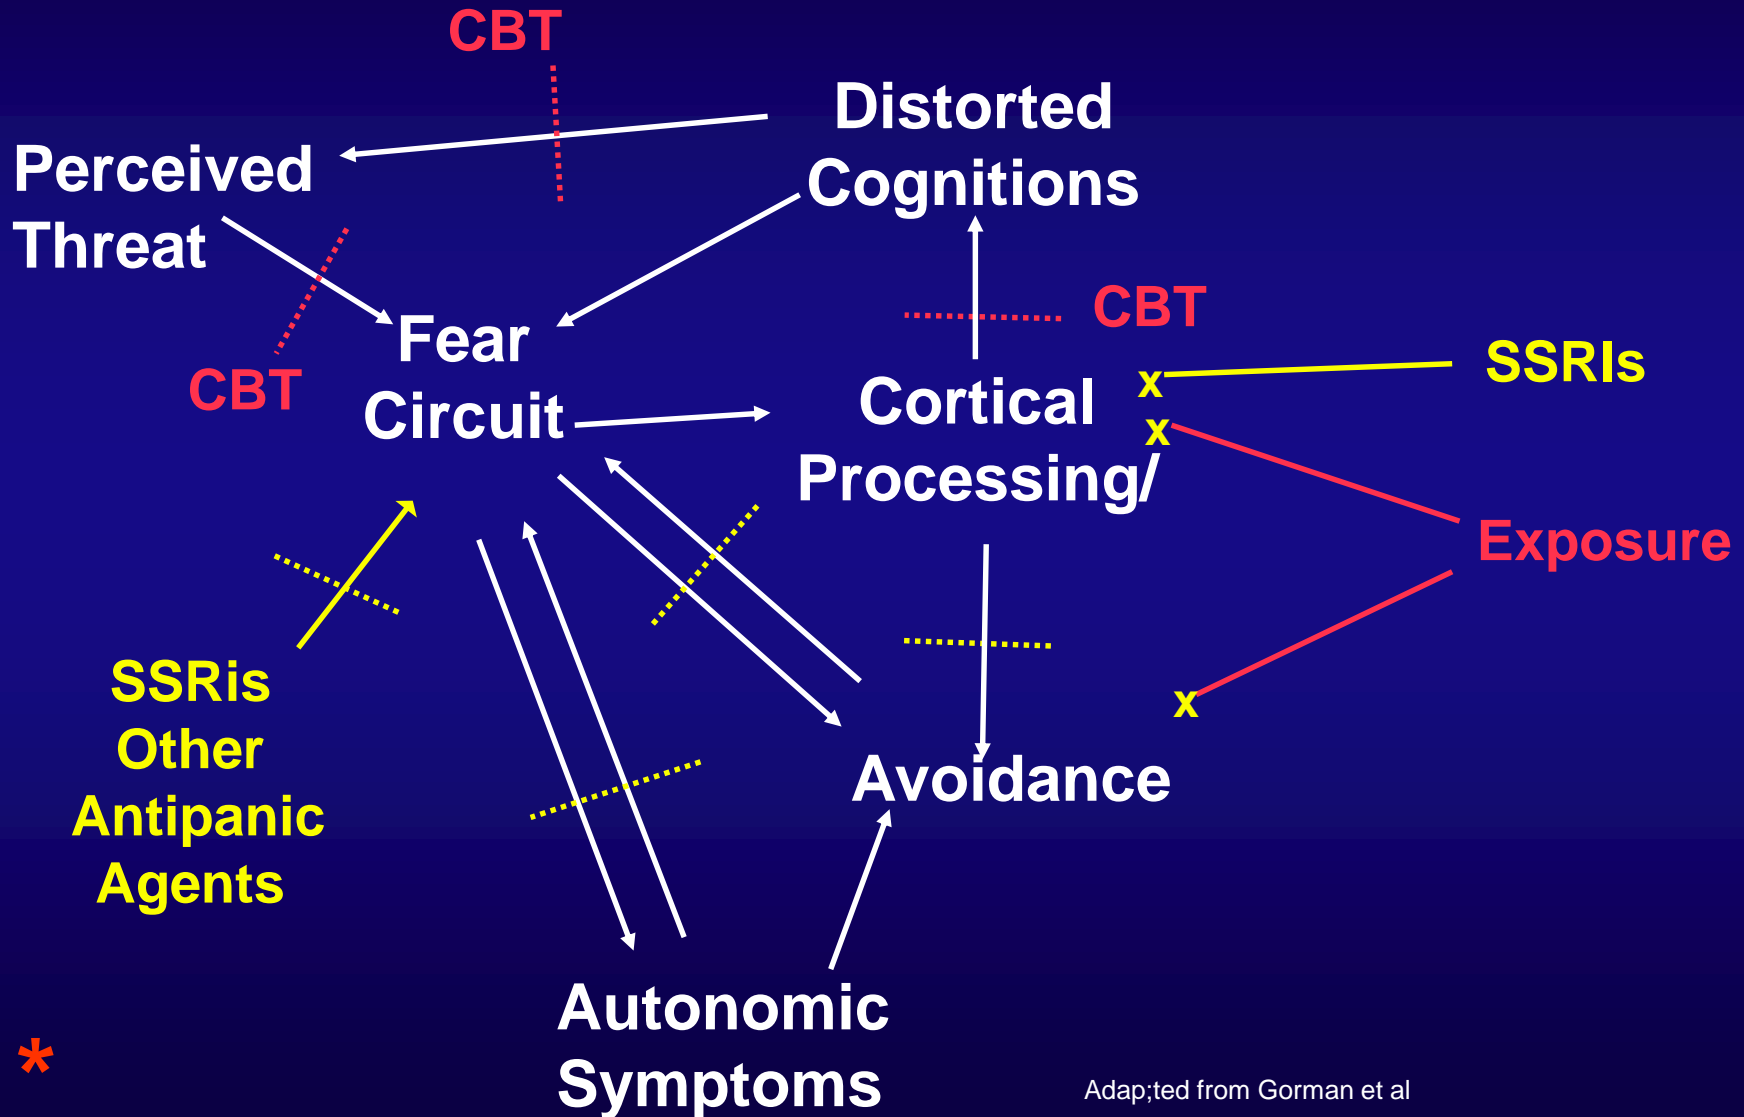 CBT
Distorted
Cognitions
Perceived
Threat
CBT
SSRIs
Fear
Circuit
CBT
Cortical
Processing/
x
x
Exposure
SSRis
Other
Antipanic
Agents
x
Avoidance
Autonomic
Symptoms
*
Adap;ted from Gorman et al